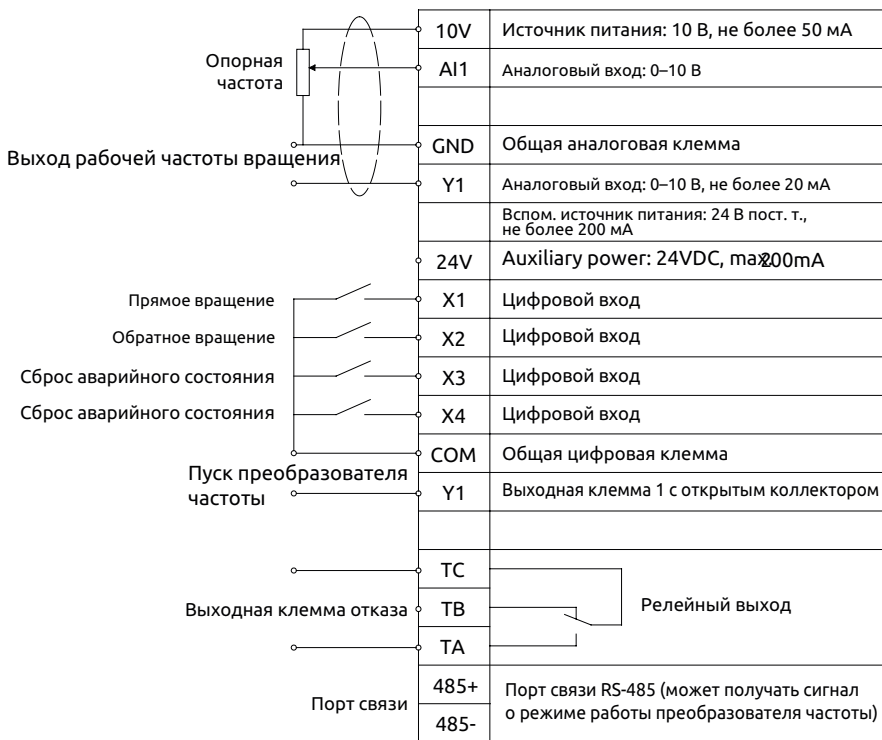 10V Источник питания: 10 В, не более 50 мА
Опорная
частота
AI1 Аналоговый вход: 0–10 В
GND Общая аналоговая клемма
Выход рабочей частоты вращения
Y1 Аналоговый вход: 0–10 В, не более 20 мА
Вспом. источник питания: 24 В пост. т.,
не более 200 мА
24V Auxiliary power: 24VDC, max.200mA
Прямое вращение X1 Цифровой вход
Обратное вращение X2 Цифровой вход
Сброс аварийного состояния X3 Цифровой вход
Сброс аварийного состояния X4 Цифровой вход
COM Общая цифровая клемма
Пуск преобразователя
частоты
Y1 Выходная клемма 1 с открытым коллектором
TC
Выходная клемма отказа TB Релейный выход
TA
Порт связи
485+
485-
Порт связи RS-485 (может получать сигнал
о режиме работы преобразователя частоты)